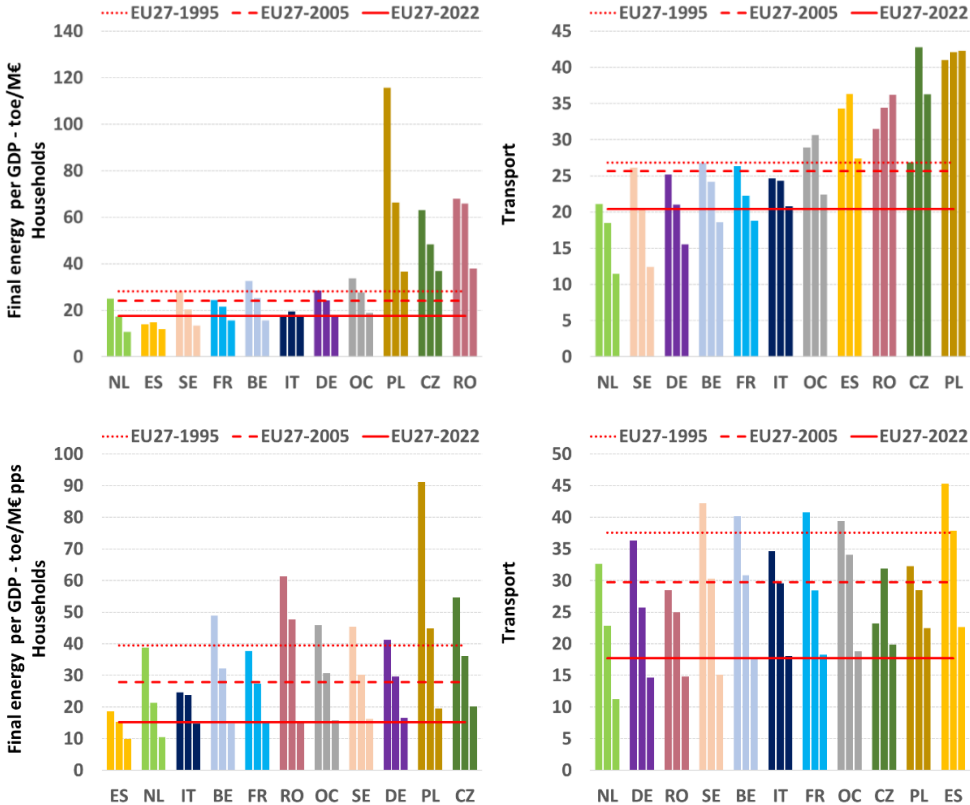 EU27-1995 EU27-2005 EU27-2022
Final energy per GDP - toe/M€
Households
140
120
100
80
60
40
20
0
NL ES SE FR BE IT DE OC PL CZ RO
EU27-1995 EU27-2005 EU27-2022
Transport
45
40
35
30
25
20
15
10
5
0
NL SE DE BE FR IT OC ES RO CZ PL
EU27-1995 EU27-2005 EU27-2022
Final energy per GDP - toe/M€ pps
Households
100
90
80
70
60
50
40
30
20
10
0
ES NL IT BE FR RO OC SE DE PL CZ
EU27-1995 EU27-2005 EU27-2022
Transport
50
45
40
35
30
25
20
15
10
5
0
NL DE RO SE BE IT FR OC CZ PL ES